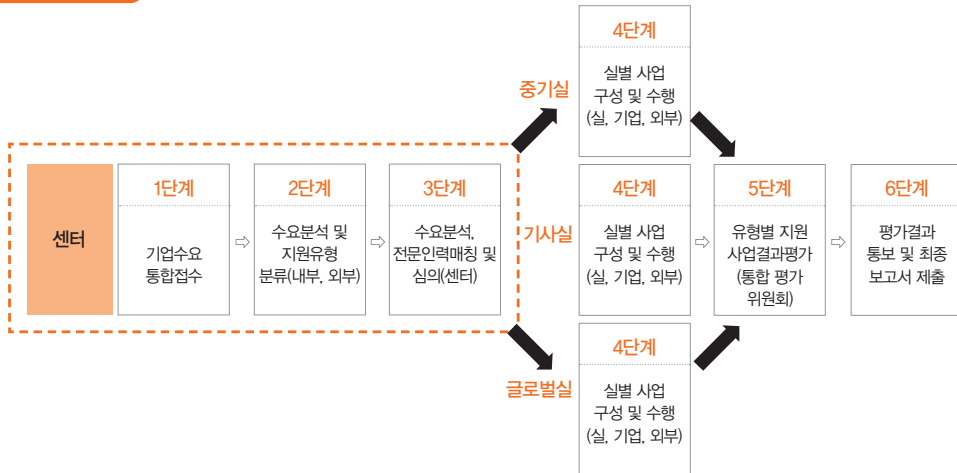 센터
1단계
기업수요
통합접수
2단계
수요분석 및
지원유형
분류(내부, 외부)
3단계
수요분석,
전문인력매칭 및
심의(센터)
중기실
4단계
실별 사업
구성 및 수행
(실, 기업, 외부)
기사실
4단계
실별 사업
구성 및 수행
(실, 기업, 외부)
글로벌실
4단계
실별 사업
구성 및 수행
(실, 기업, 외부)
5단계
유형별 지원
사업결과평가
(통합 평가
위원회)
6단계
평가결과
통보 및 최종
보고서 제출